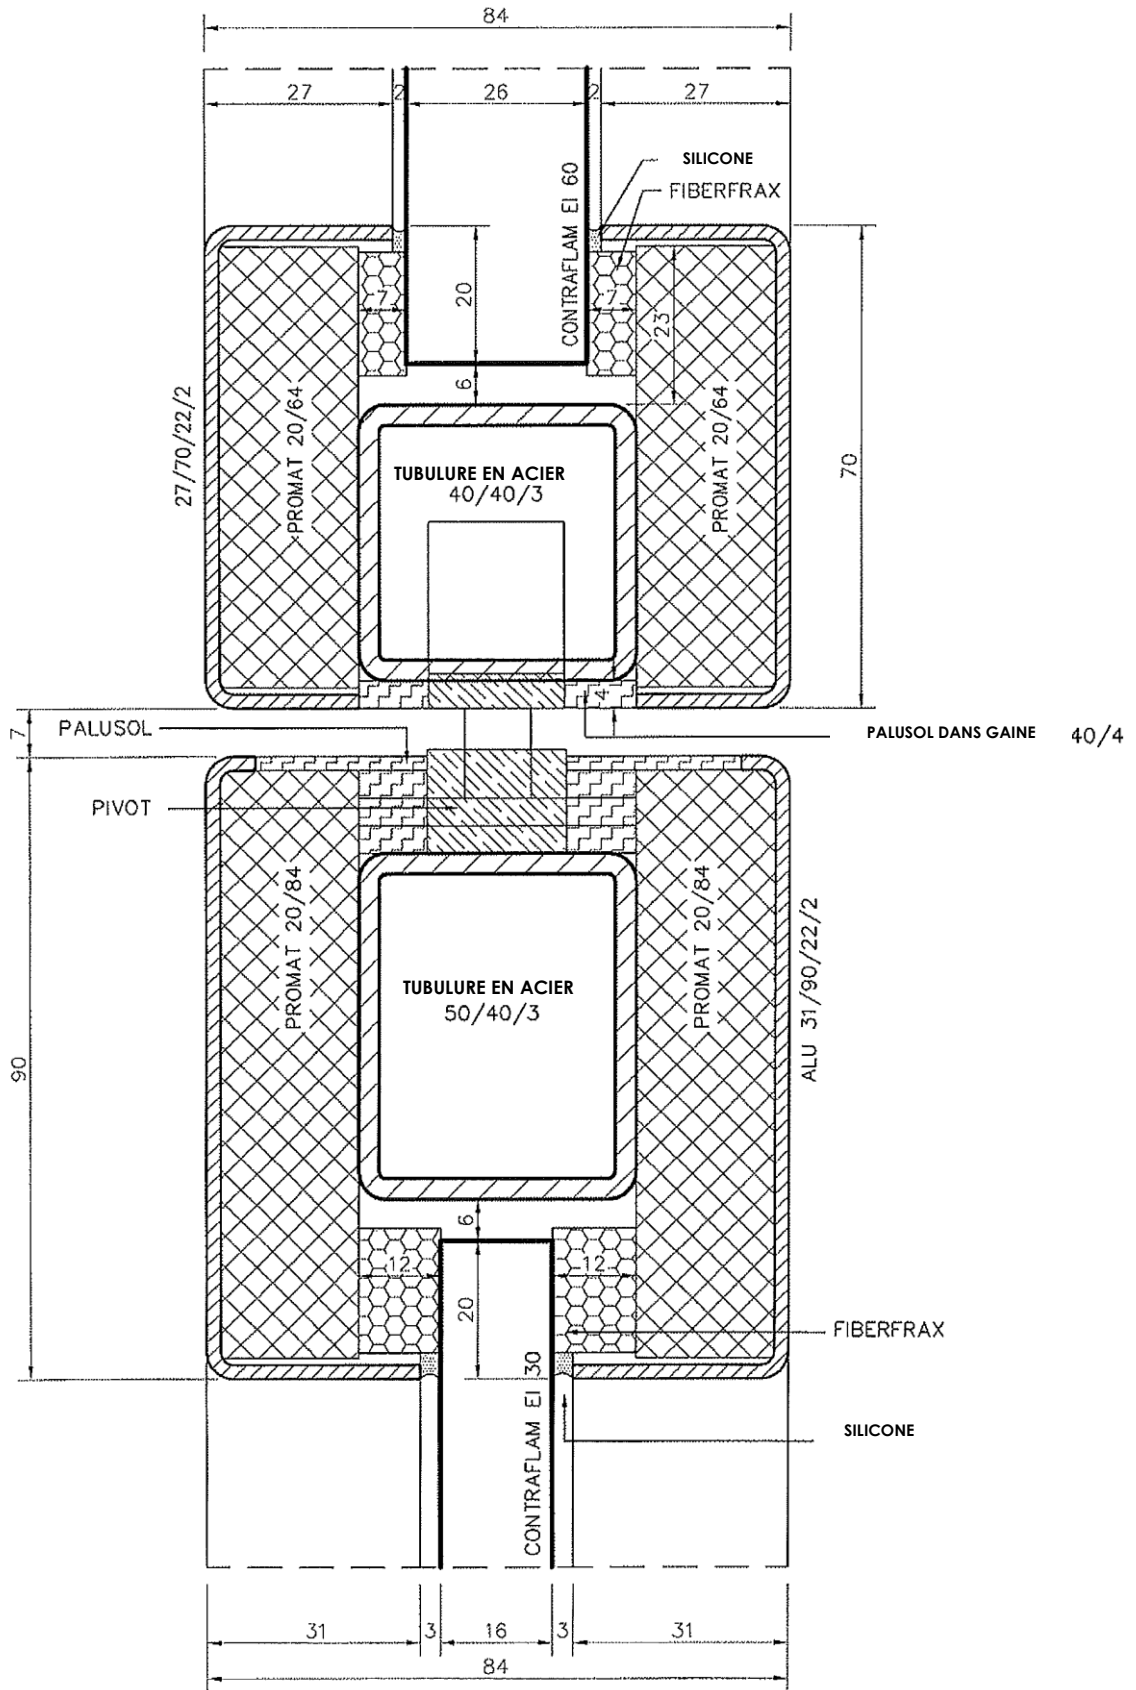 84
27
2
26
2
27
SILICONE
FIBERFRAX
CONTRAFLAM EI 60
20
7
7
23
6
27/70/22/2
PROMAT 20/64
TUBULURE EN ACIER
40/40/3
PROMAT 20/64
70
4
7
PALUSOL
PALUSOL DANS GAINE 40/4
PIVOT
PROMAT 20/84
PROMAT 20/84
TUBULURE EN ACIER
50/40/3
ALU 31/90/22/2
90
6
12
12
20
FIBERFRAX
CONTRAFLAM EI 30
SILICONE
31
3
16
3
31
84